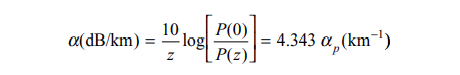 α(dB/km) = 10/z log[P(0)/P(z)] = 4.343 α_p(km⁻¹)